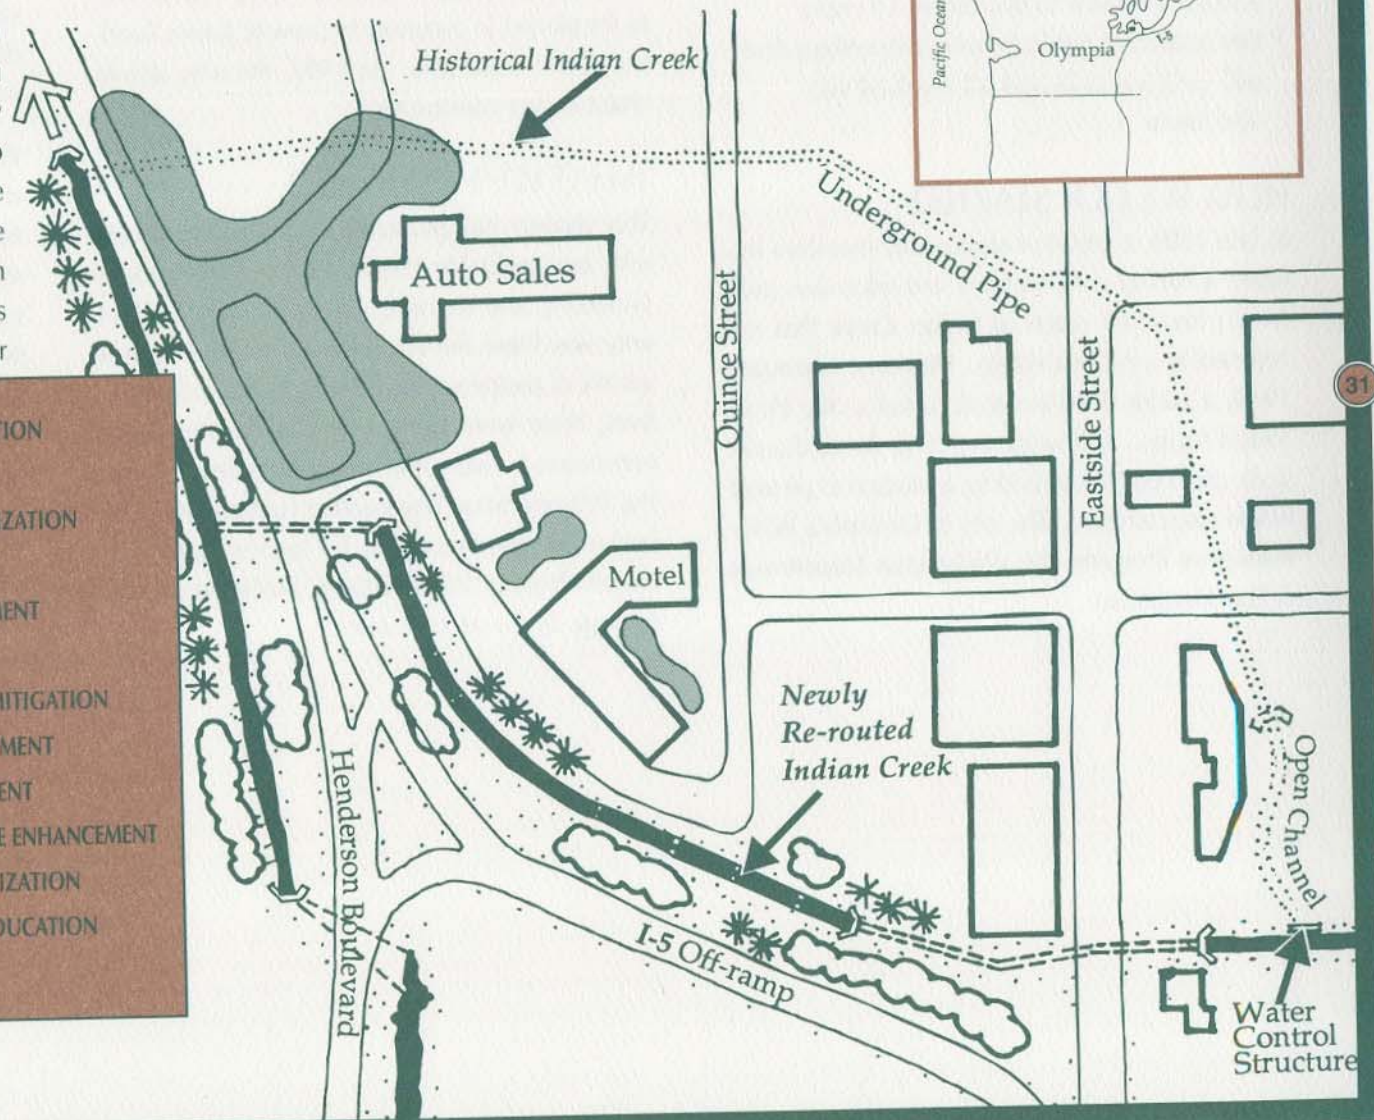 Pacific Ocean
Olympia
I-5
Historical Indian Creek
Underground Pipe
Auto Sales
Quince Street
Eastside Street
31
Motel
Newly
Re-routed
Indian Creek
Henderson Boulevard
I-5 Off-ramp
Open Channel
Water
Control
Structure
TION
IZATION
MENT
MITIGATION
MENT
ENT
E ENHANCEMENT
IZATION
DUCATION